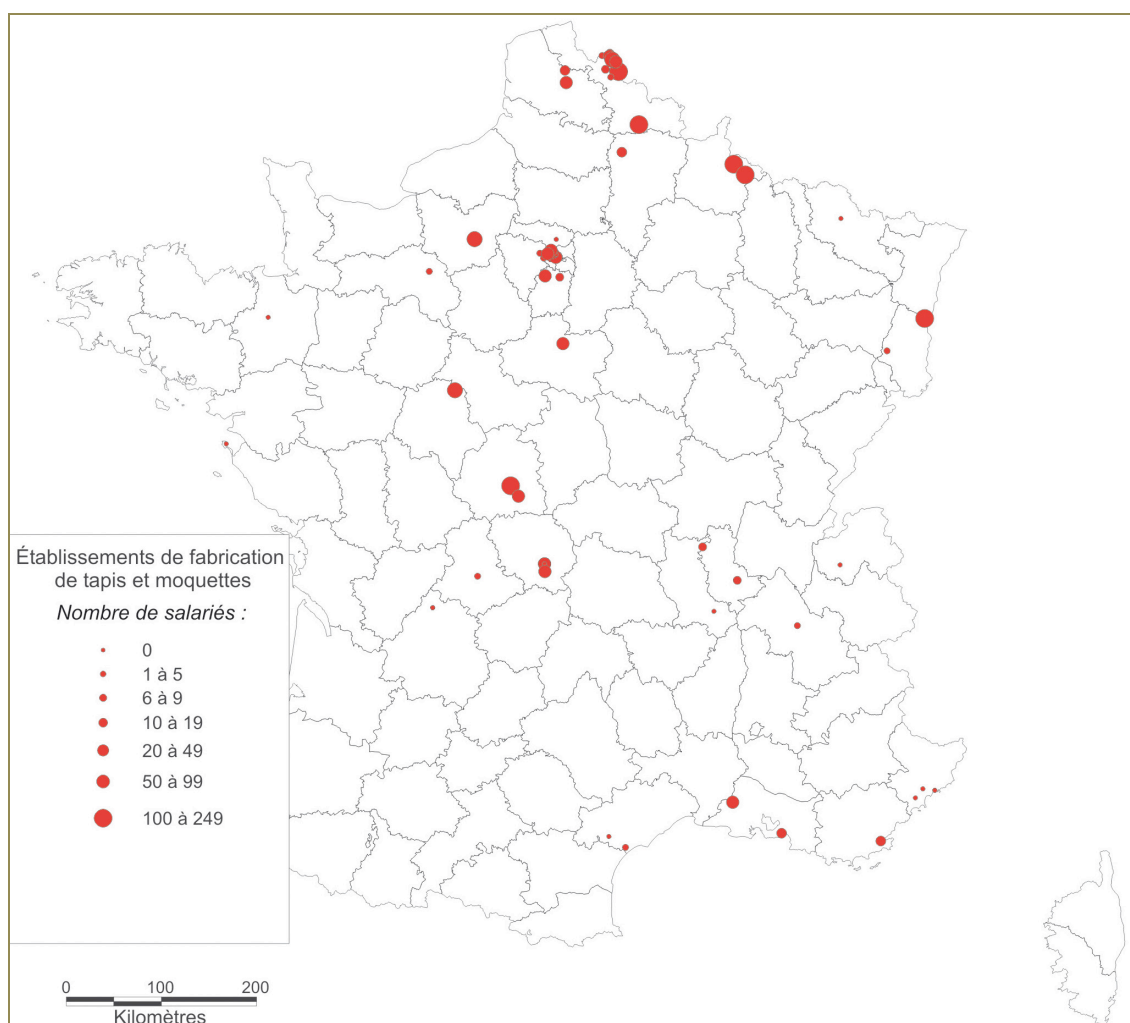 Établissements de fabrication
de tapis et moquettes
Nombre de salariés :
0
1 à 5
6 à 9
10 à 19
20 à 49
50 à 99
100 à 249
0 100 200
Kilomètres